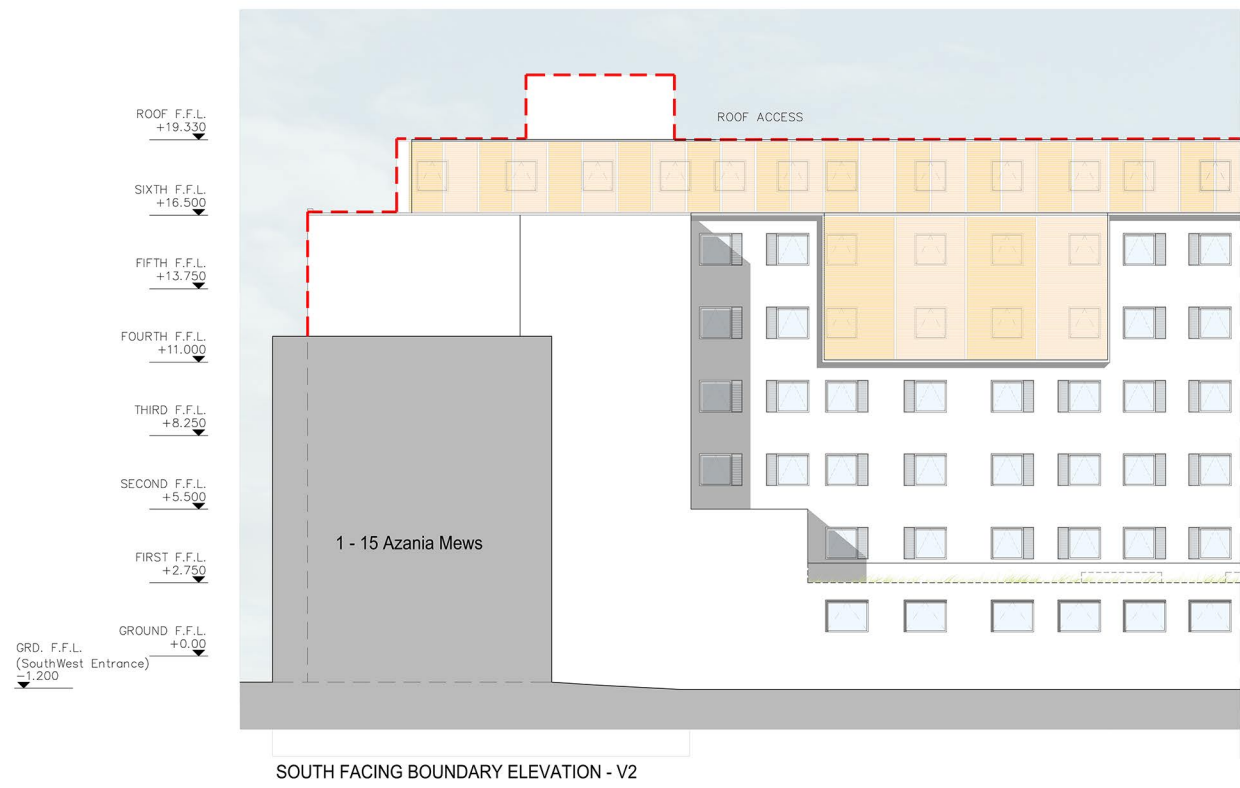 ROOF ACCESS
ROOF F.F.L.
+19.330
SIXTH F.F.L.
+16.500
FIFTH F.F.L.
+13.750
FOURTH F.F.L.
+11.000
THIRD F.F.L.
+8.250
SECOND F.F.L.
+5.500
1 - 15 Azania Mews
FIRST F.F.L.
+2.750
GROUND F.F.L.
+0.00
GRD. F.F.L.
(SouthWest Entrance)
-1.200
SOUTH FACING BOUNDARY ELEVATION - V2